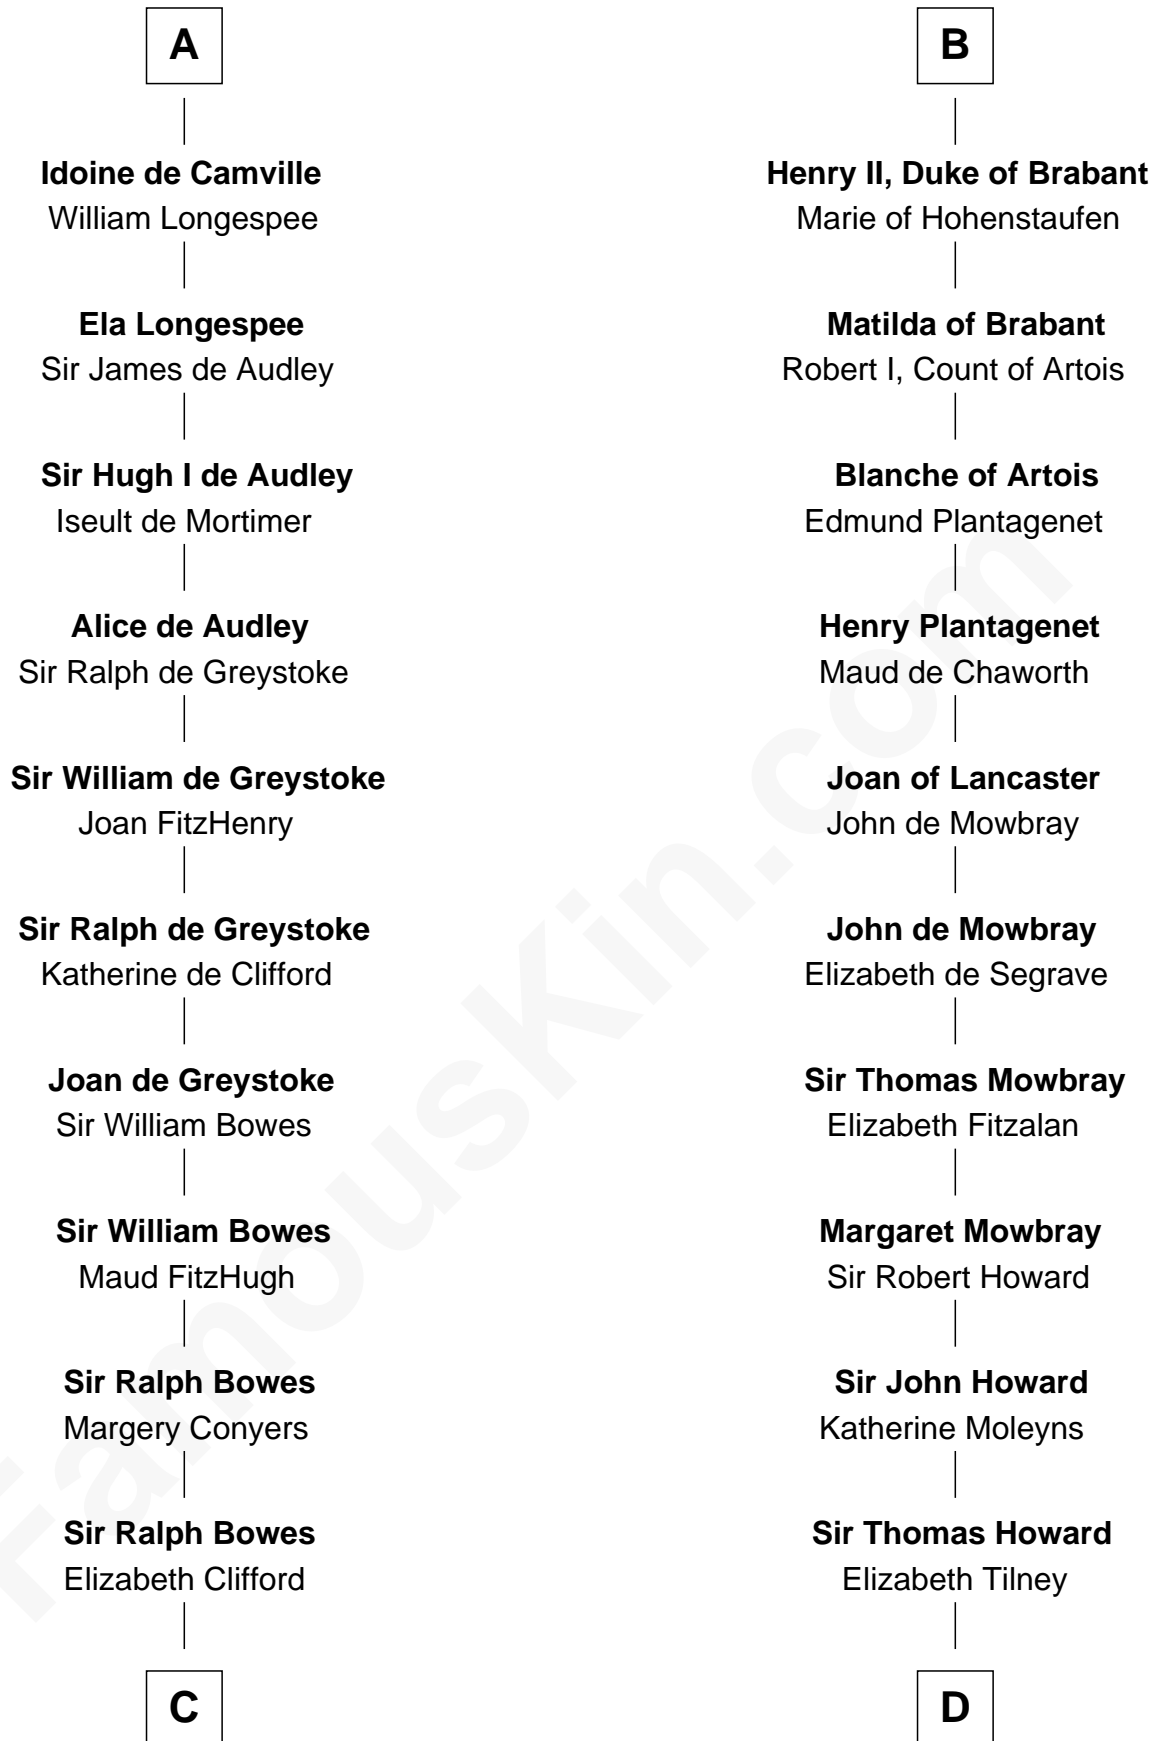 A
Idoine de Camville
William Longespee
Ela Longespee
Sir James de Audley
Sir Hugh I de Audley
Iseult de Mortimer
Alice de Audley
Sir Ralph de Greystoke
Sir William de Greystoke
Joan FitzHenry
Sir Ralph de Greystoke
Katherine de Clifford
Joan de Greystoke
Sir William Bowes
Sir William Bowes
Maud FitzHugh
Sir Ralph Bowes
Margery Conyers
Sir Ralph Bowes
Elizabeth Clifford
C
B
Henry II, Duke of Brabant
Marie of Hohenstaufen
Matilda of Brabant
Robert I, Count of Artois
Blanche of Artois
Edmund Plantagenet
Henry Plantagenet
Maud de Chaworth
Joan of Lancaster
John de Mowbray
John de Mowbray
Elizabeth de Segrave
Sir Thomas Mowbray
Elizabeth Fitzalan
Margaret Mowbray
Sir Robert Howard
Sir John Howard
Katherine Moleyns
Sir Thomas Howard
Elizabeth Tilney
D
FamousKin.com